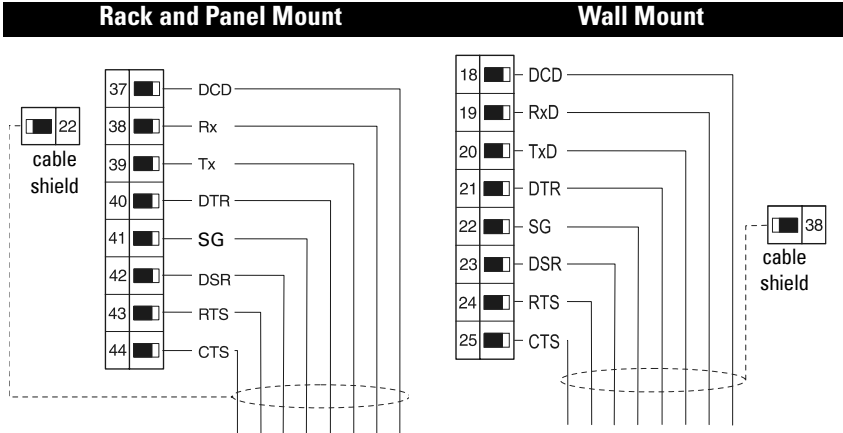 Rack and Panel Mount
22
cable
shield
37 DCD
38 Rx
39 Tx
40 DTR
41 SG
42 DSR
43 RTS
44 CTS
Wall Mount
18 DCD
19 RxD
20 TxD
21 DTR
22 SG
23 DSR
24 RTS
25 CTS
38
cable
shield